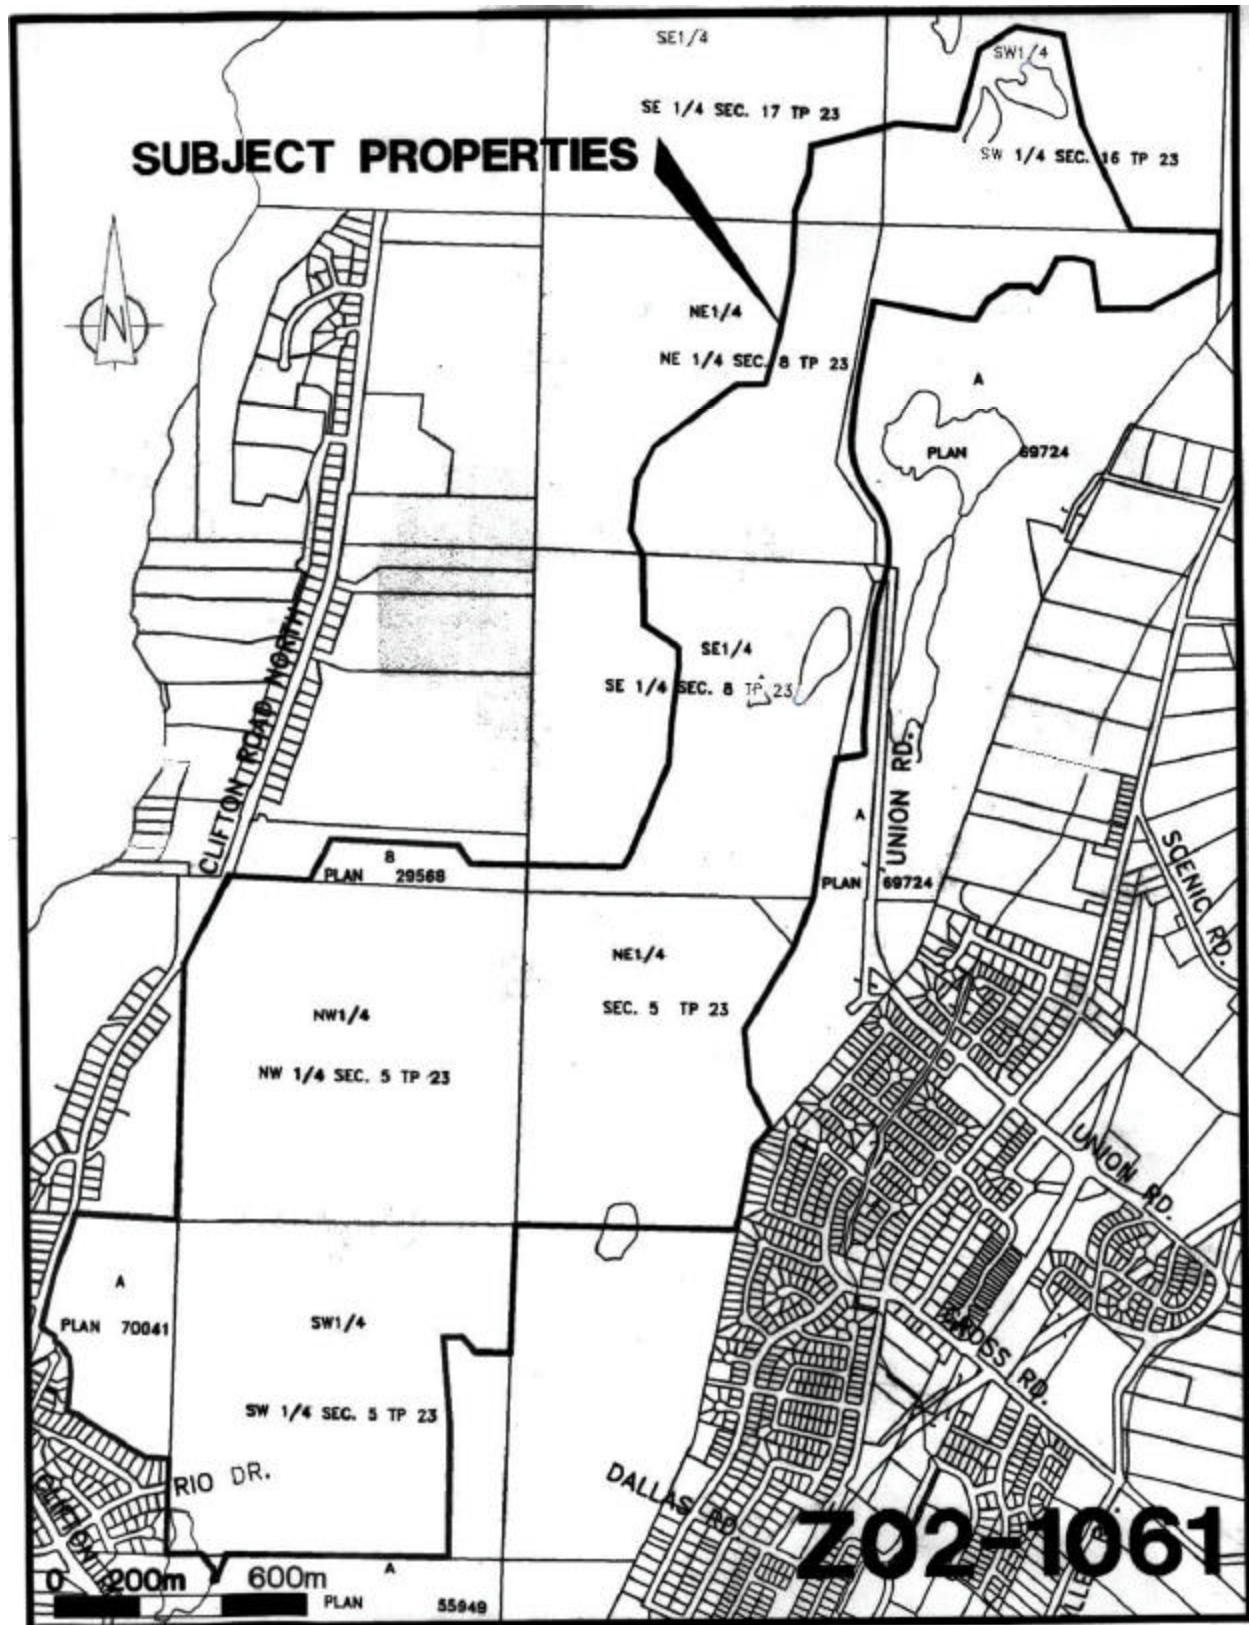 SE1/4
SW1/4
SE 1/4 SEC. 17 TP 23
SUBJECT PROPERTIES
SW 1/4 SEC. 16 TP 23
N
NE1/4
NE 1/4 SEC. 8 TP 23
A
PLAN 69724
CLIFTON ROAD NORTH
SE1/4
SE 1/4 SEC. 8 TP 23
UNION RD.
A
SCENIC RD.
B
PLAN 29568
PLAN 69724
NE1/4
SEC. 5 TP 23
NW1/4
NW 1/4 SEC. 5 TP 23
UNION RD.
A
PLAN 70041
SW1/4
CROSS RD.
SW 1/4 SEC. 5 TP 23
RIO DR.
DALLAS RD.
CLIFTON
Z02-1061
0 200m 600m
A
PLAN 55949